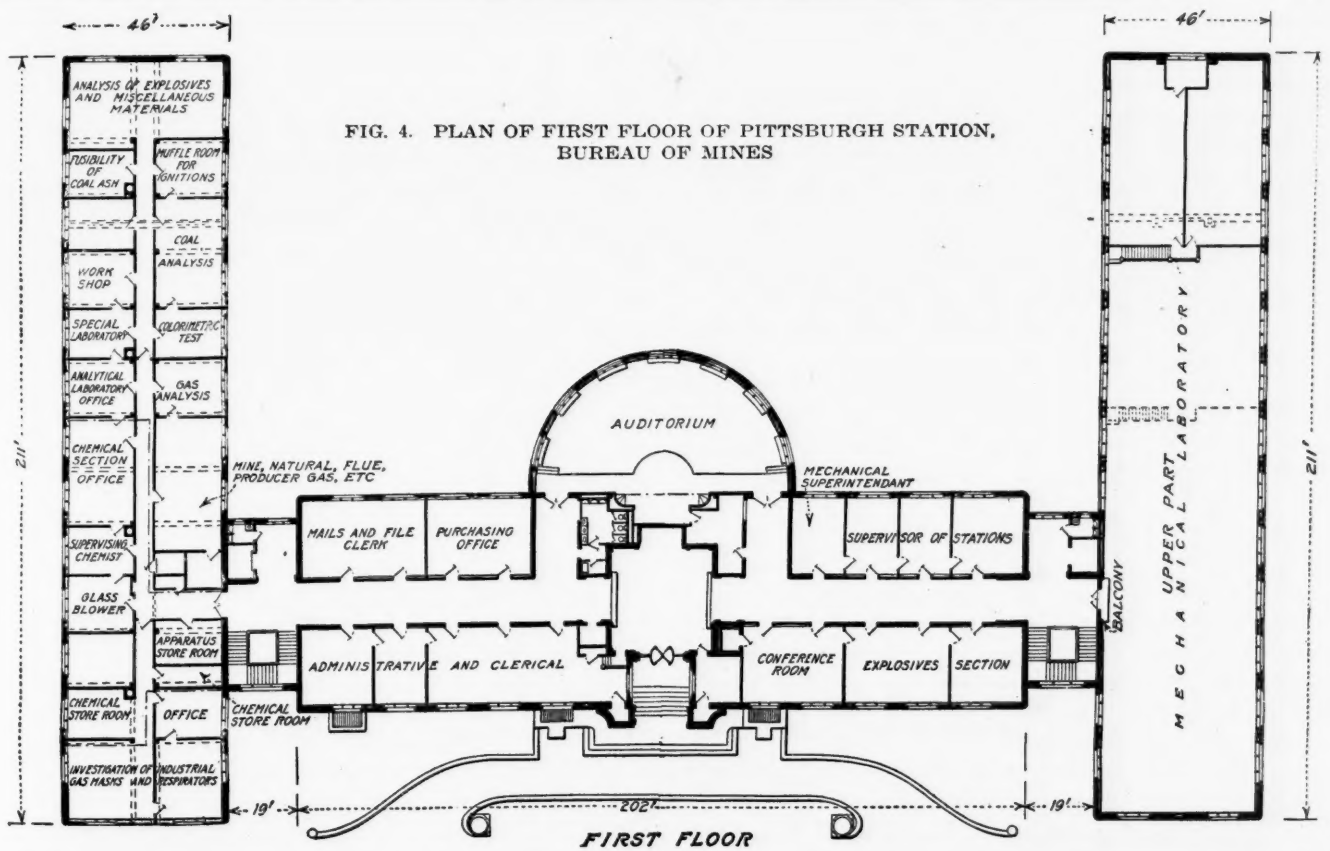 46'
46'
FIG. 4. PLAN OF FIRST FLOOR OF PITTSBURGH STATION,
BUREAU OF MINES
211'
ANALYSIS OF EXPLOSIVES
AND MISCELLANEOUS
MATERIALS
FUSIBILITY
OF
COAL ASH
MUFFLE ROOM
FOR
IGNITIONS
COAL
ANALYSIS
WORK
SHOP
SPECIAL
LABORATORY
COLORIMETRIC
TEST
ANALYTICAL
LABORATORY
OFFICE
GAS
ANALYSIS
CHEMICAL
SECTION
OFFICE
MINE, NATURAL, FLUE,
PRODUCER GAS, ETC
SUPERVISING
CHEMIST
GLASS
BLOWER
APPARATUS
STORE ROOM
CHEMICAL
STORE ROOM
CHEMICAL
STORE ROOM
OFFICE
INVESTIGATION OF INDUSTRIAL
GAS MASKS AND RESPIRATORS
AUDITORIUM
MAILS AND FILE
CLERK
PURCHASING
OFFICE
MECHANICAL
SUPERINTENDANT
SUPERVISOR OF STATIONS
ADMINISTRATIVE AND CLERICAL
CONFERENCE
ROOM
EXPLOSIVES SECTION
BALCONY
UPPER PART
MECHANICAL LABORATORY
211'
19'
202'
19'
FIRST FLOOR